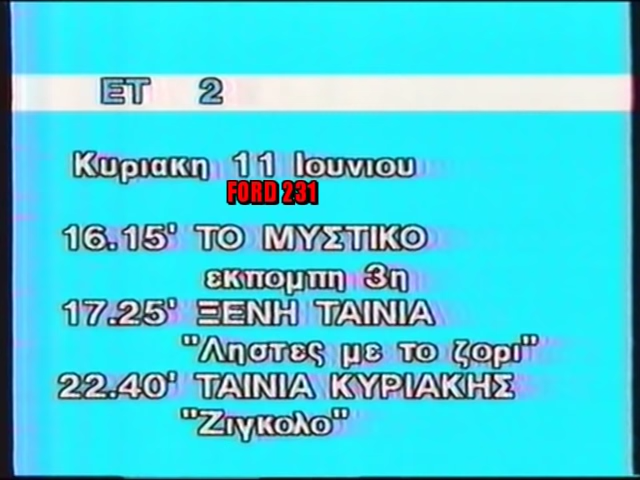 ET 2
Κυριακη 11 Ιουνιου
FORD 231
16.15' ΤΟ ΜΥΣΤΙΚΟ
εκπομπη 3η
17.25' ΞΕΝΗ ΤΑΙΝΙΑ
"Ληστες με το ζορι"
22.40' ΤΑΙΝΙΑ ΚΥΡΙΑΚΗΣ
"Ζιγκολο"